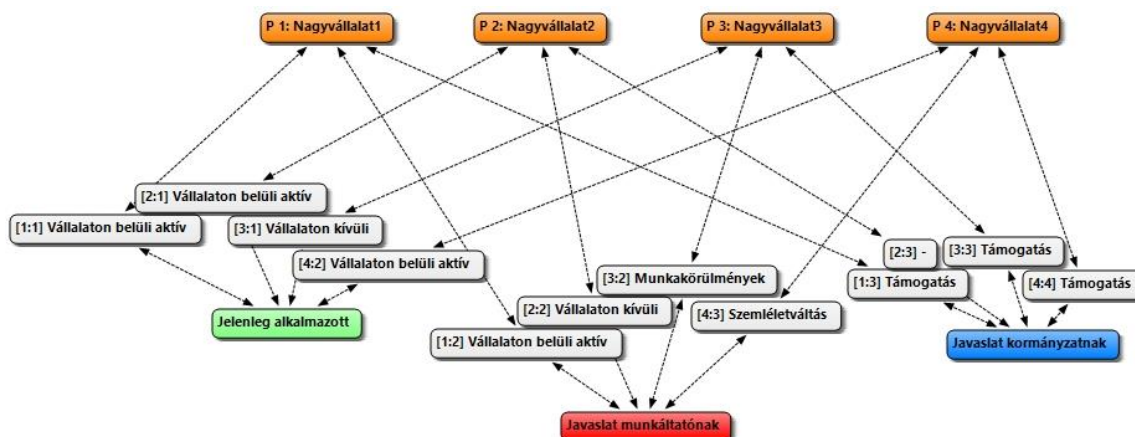 P 1: Nagyvállalat1
P 2: Nagyvállalat2
P 3: Nagyvállalat3
P 4: Nagyvállalat4
[2:1] Vállalaton belüli aktív
[1:1] Vállalaton belüli aktív
[3:1] Vállalaton kívüli
[4:2] Vállalaton belüli aktív
[2:3] -
[3:3] Támogatás
[3:2] Munkakörülmények
[1:3] Támogatás
[4:4] Támogatás
[2:2] Vállalaton kívüli
[4:3] Szemléletváltás
Jelenleg alkalmazott
[1:2] Vállalaton belüli aktív
Javaslat kormányzatnak
Javaslat munkáltatónak